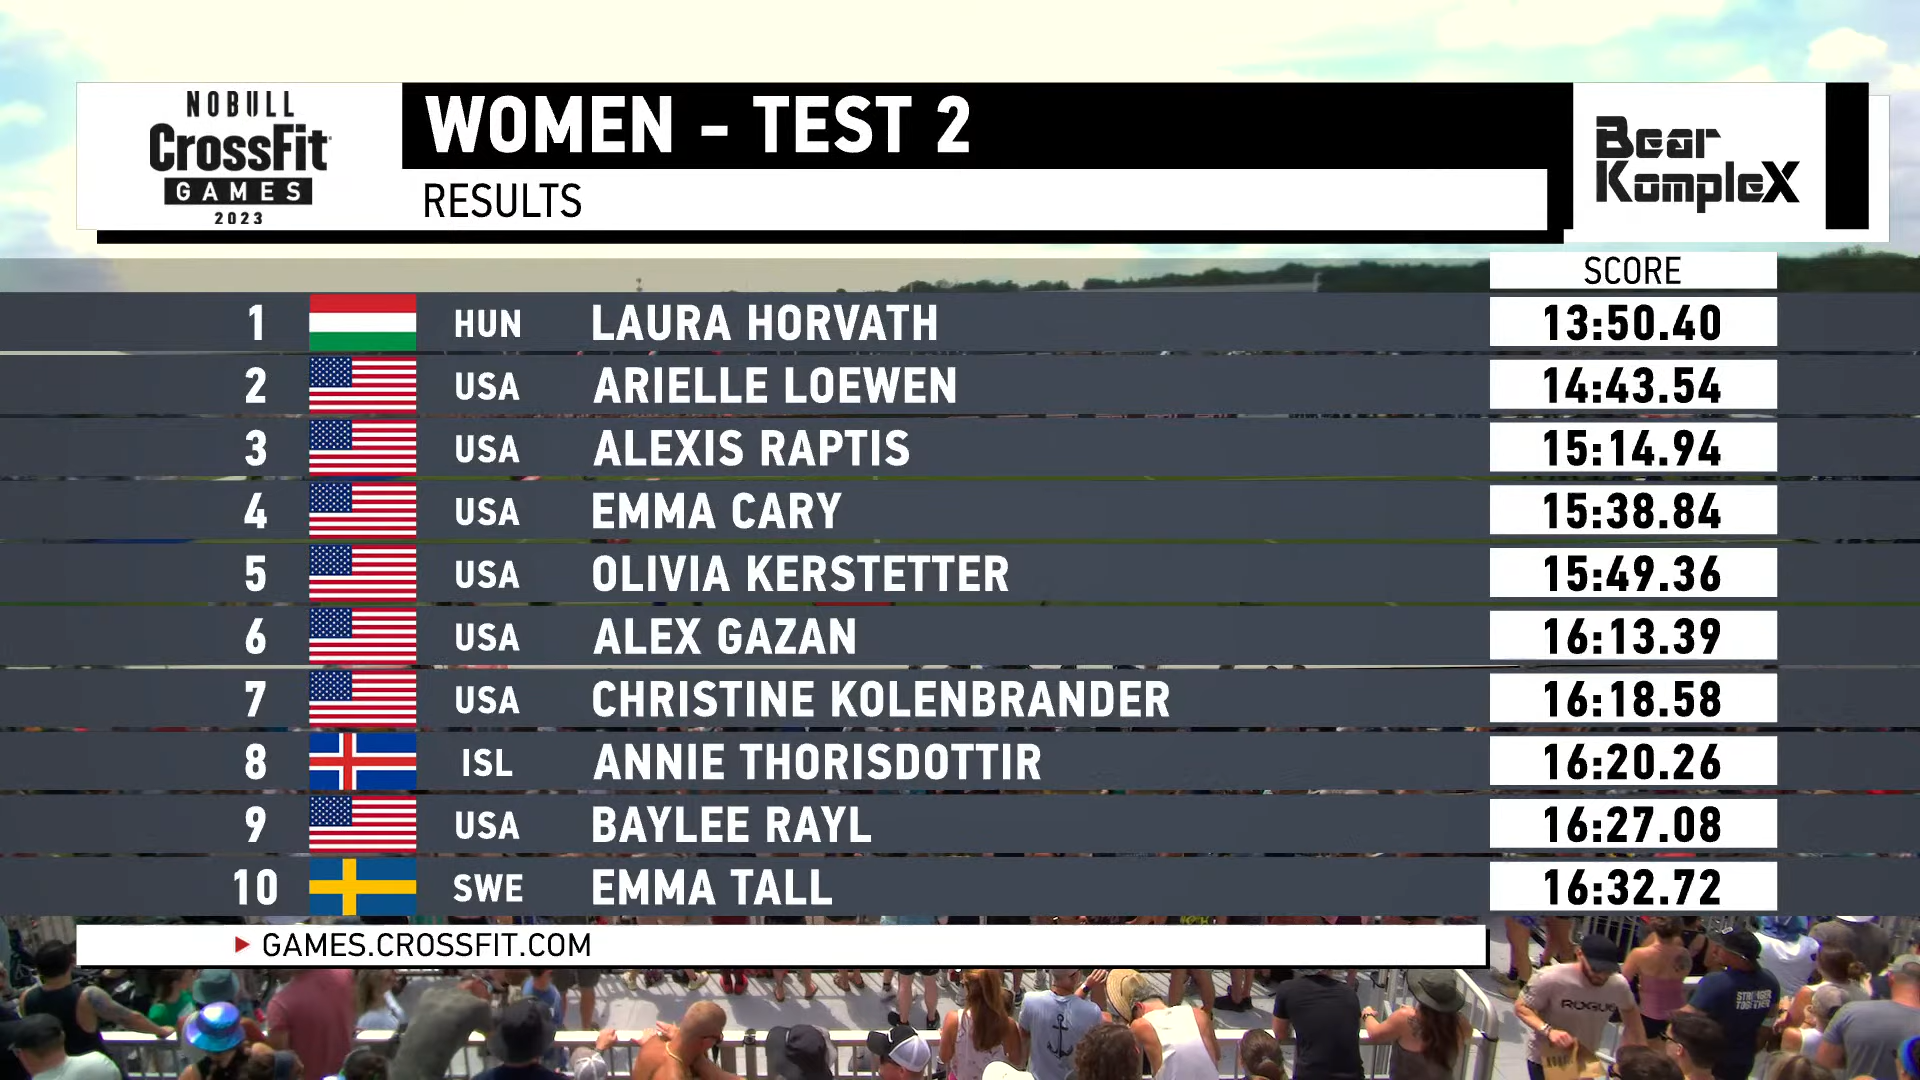 NOBULL
CrossFit
GAMES
2023
WOMEN - TEST 2
RESULTS
Bear
KompleX
SCORE
1 HUN LAURA HORVATH 13:50.40
2 USA ARIELLE LOEWEN 14:43.54
3 USA ALEXIS RAPTIS 15:14.94
4 USA EMMA CARY 15:38.84
5 USA OLIVIA KERSTETTER 15:49.36
6 USA ALEX GAZAN 16:13.39
7 USA CHRISTINE KOLENBRANDER 16:18.58
8 ISL ANNIE THORISDOTTIR 16:20.26
9 USA BAYLEE RAYL 16:27.08
10 SWE EMMA TALL 16:32.72
GAMES.CROSSFIT.COM
ROGUE
STRONGER
TOGETHER